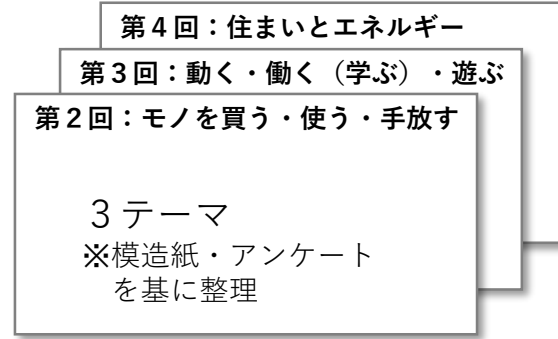 第４回：住まいとエネルギー
第３回：動く・働く（学ぶ）・遊ぶ
第２回：モノを買う・使う・手放す
３テーマ
※模造紙・アンケート
を基に整理